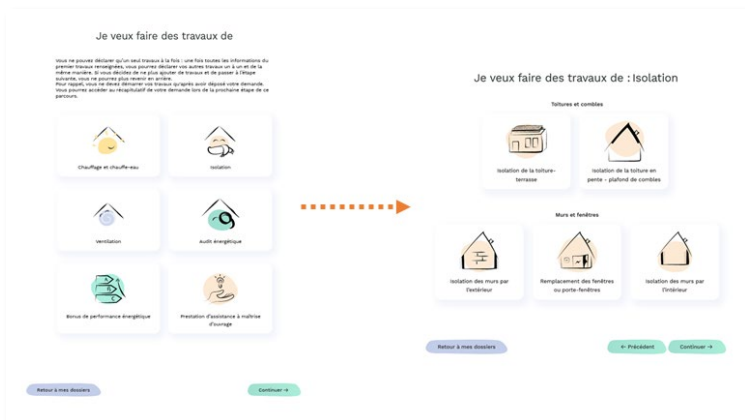 Je veux faire des travaux de
Vous ne pouvez déclarer qu'un seul travaux à la fois : une fois toutes les informations du
premier travaux renseignées, vous pourrez déclarer vos autres travaux un à un et de la
même manière. Si vous décidez de ne plus ajouter de travaux et de passer à l'étape
suivante, vous ne pourrez plus revenir en arrière.
Pour rappel, vous ne devez démarrer vos travaux qu'après avoir déposé votre demande.
Vous pourrez accéder au récapitulatif de votre demande lors de la prochaine étape de ce
parcours.
Chauffage et chauffe-eau
Isolation
Ventilation
Audit énergétique
Bonus de performance énergétique
Prestation d'assistance à maîtrise
d'ouvrage
Retour à mes dossiers
Continuer →
Je veux faire des travaux de : Isolation
Toitures et combles
Isolation de la toiture-
terrasse
Isolation de la toiture en
pente - plafond de combles
Murs et fenêtres
Isolation des murs par
l'extérieur
Remplacement des fenêtres
ou porte-fenêtres
Isolation des murs par
l'intérieur
Retour à mes dossiers
← Précédent
Continuer →